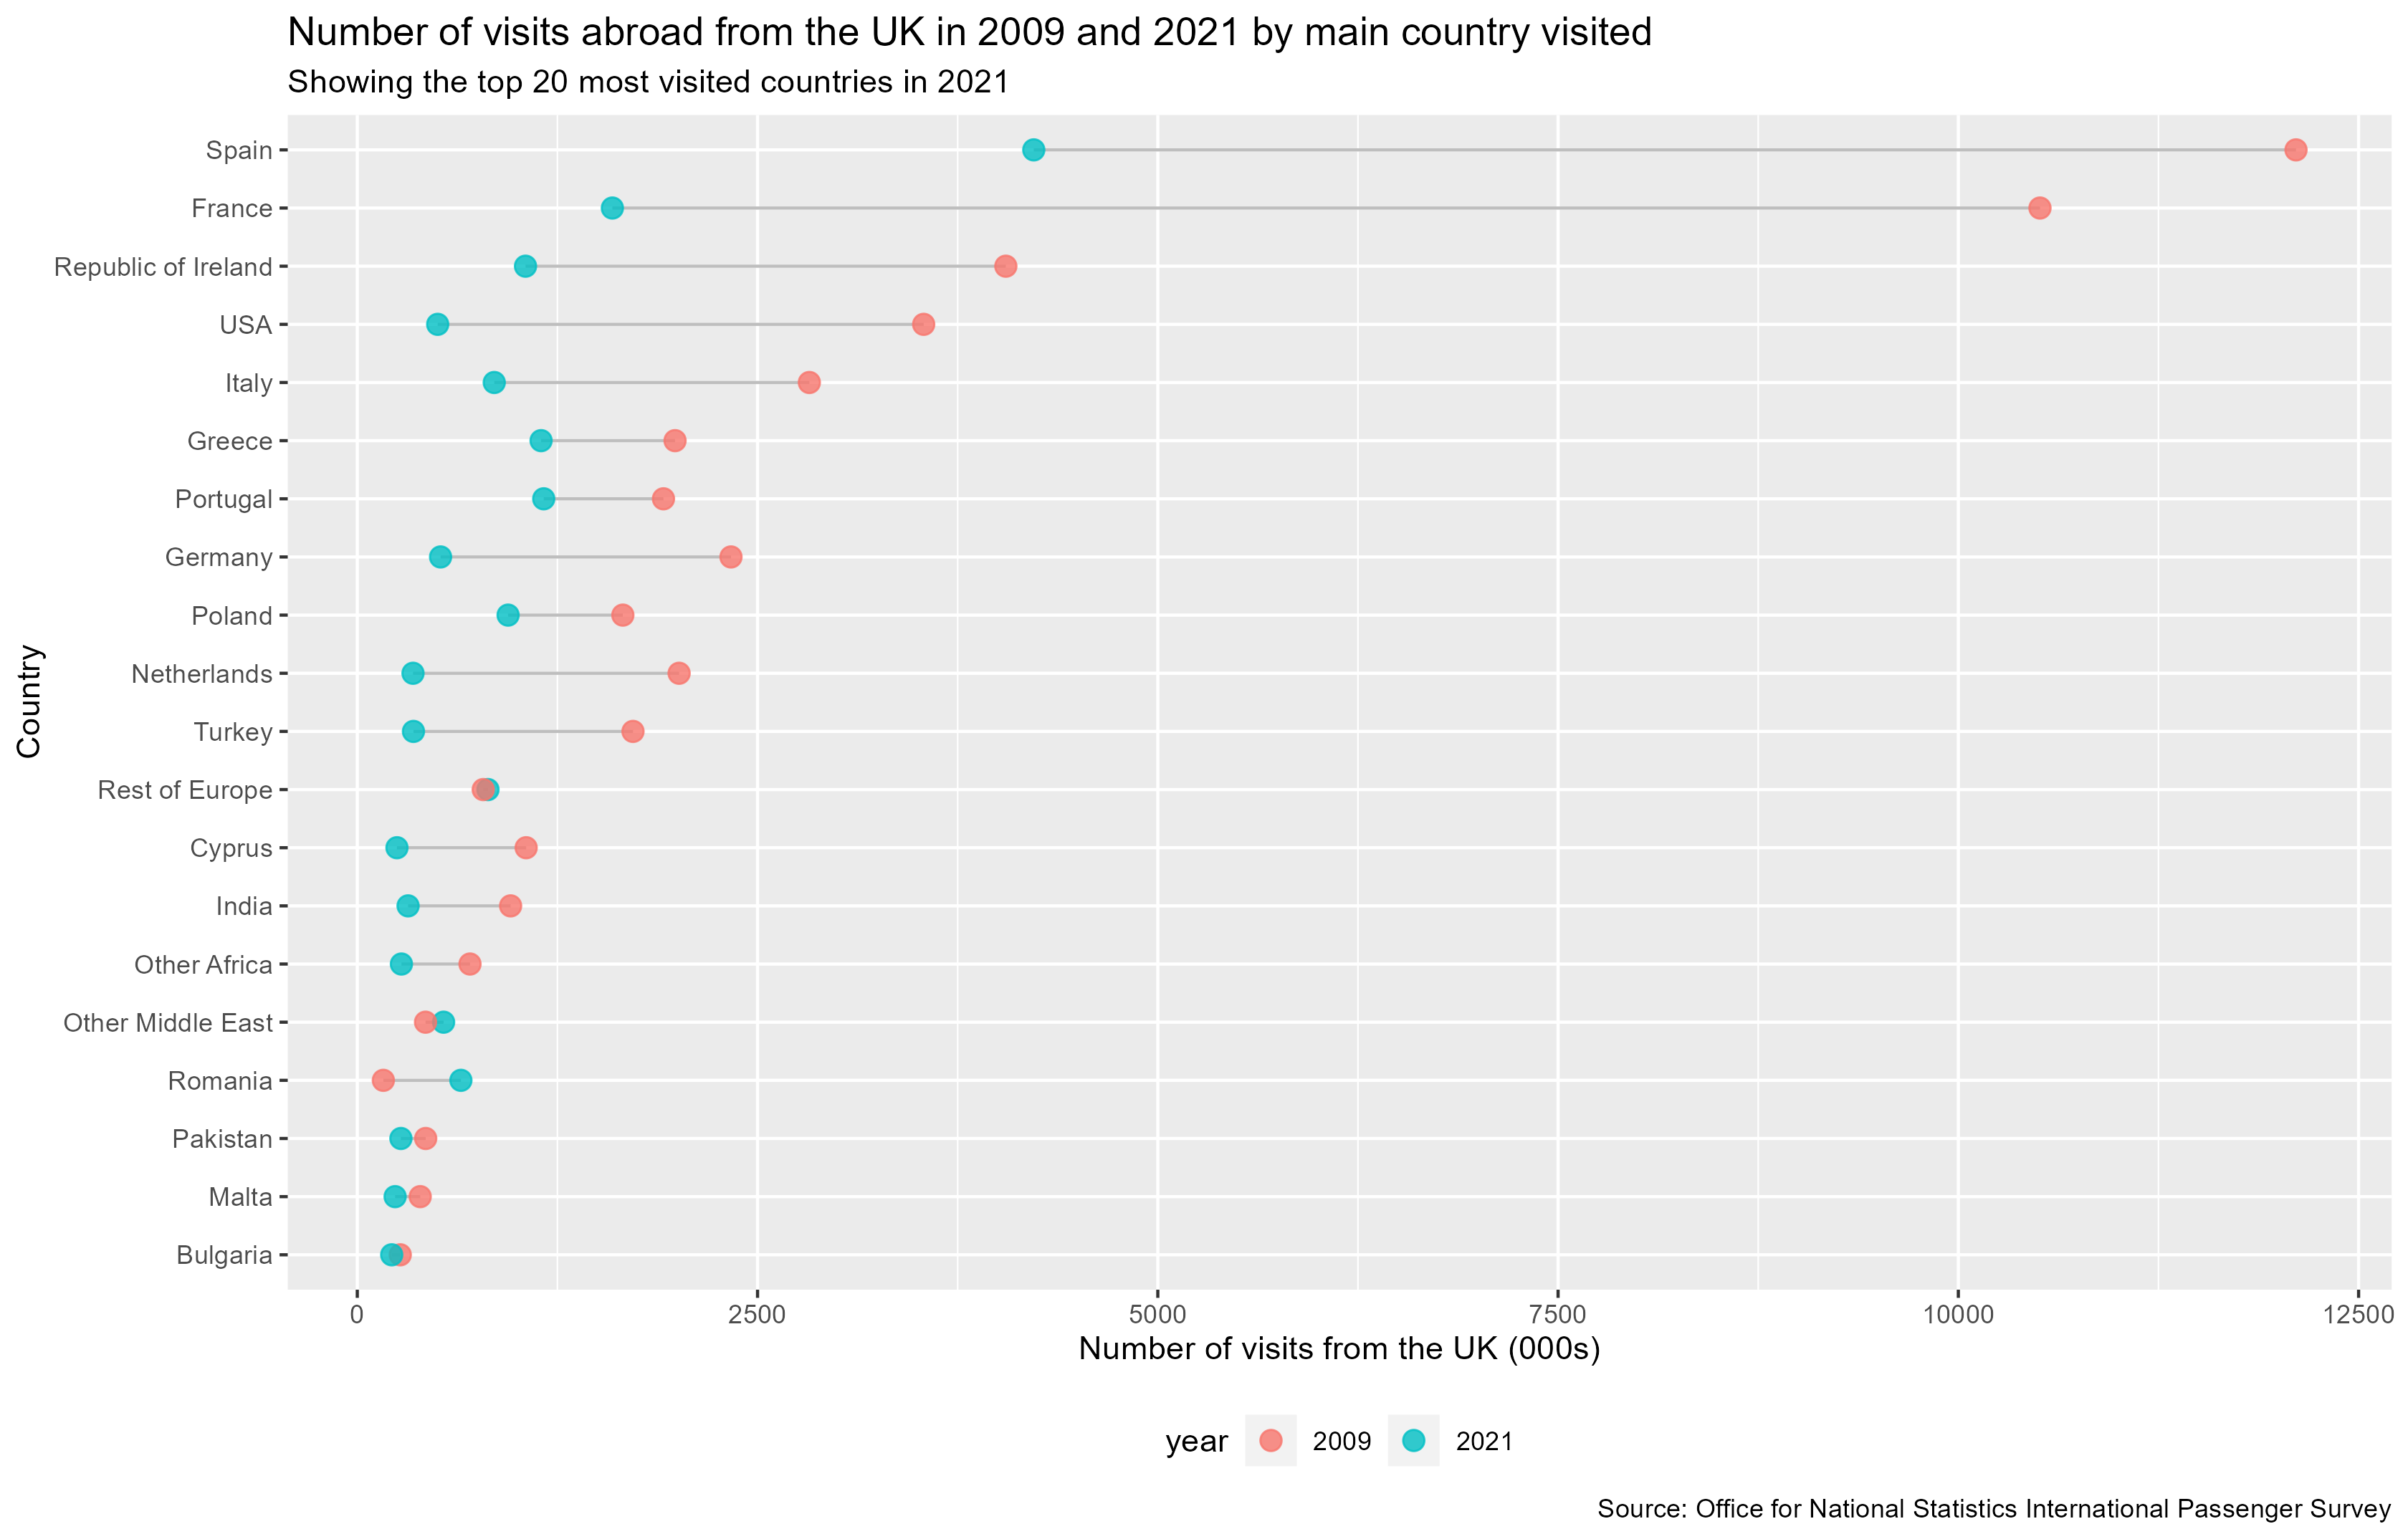 Number of visits abroad from the UK in 2009 and 2021 by main country visited
Showing the top 20 most visited countries in 2021
Country
Spain
France
Republic of Ireland
USA
Italy
Greece
Portugal
Germany
Poland
Netherlands
Turkey
Rest of Europe
Cyprus
India
Other Africa
Other Middle East
Romania
Pakistan
Malta
Bulgaria
0 2500 5000 7500 10000 12500
Number of visits from the UK (000s)
year 2009 2021
Source: Office for National Statistics International Passenger Survey